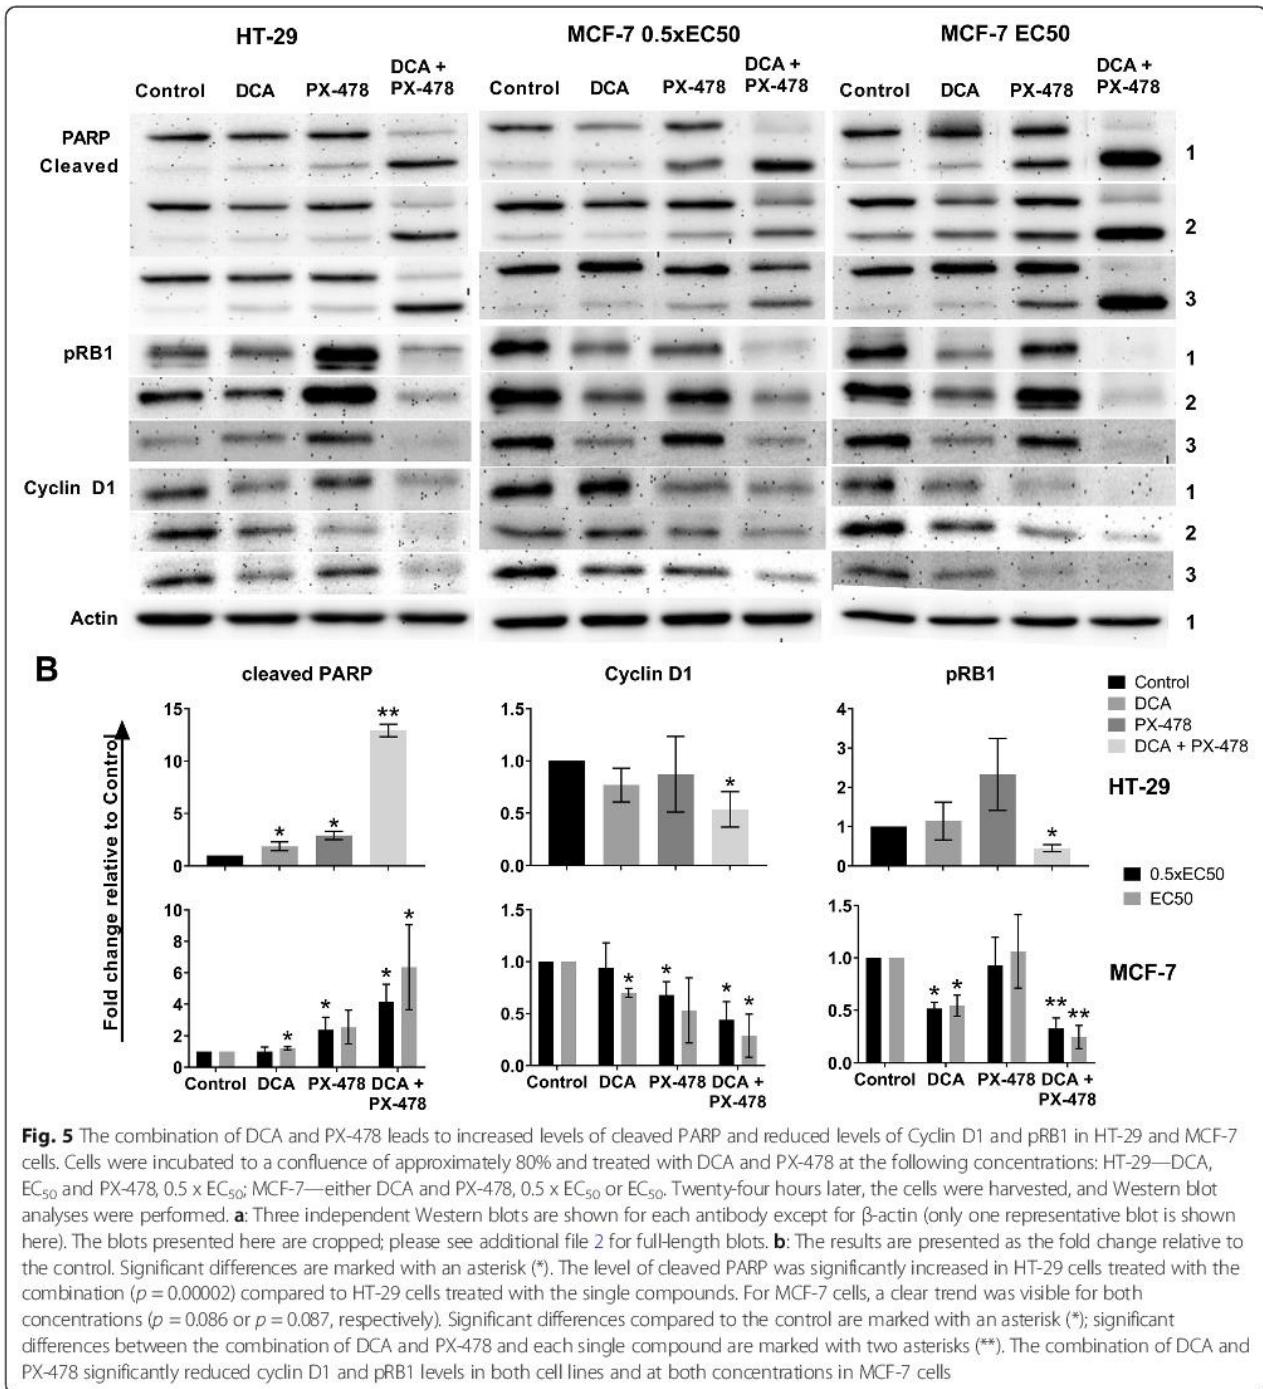 HT-29
MCF-7 0.5xEC50
MCF-7 EC50
Control DCA PX-478 DCA + PX-478
Control DCA PX-478 DCA + PX-478
Control DCA PX-478 DCA + PX-478
PARP
Cleaved
1
2
3
pRB1
1
2
3
Cyclin D1
1
2
3
Actin
1
B
Fold change relative to Control
cleaved PARP
15
10
5
0
*
*
**
Cyclin D1
1.5
1.0
0.5
0.0
*
pRB1
4
3
2
1
0
*
Control
DCA
PX-478
DCA + PX-478
HT-29
10
8
6
4
2
0
*
*
*
*
Control DCA PX-478 DCA + PX-478
1.5
1.0
0.5
0.0
*
*
*
*
Control DCA PX-478 DCA + PX-478
1.5
1.0
0.5
0.0
*
*
**
**
Control DCA PX-478 DCA + PX-478
0.5xEC50
EC50
MCF-7
Fig. 5 The combination of DCA and PX-478 leads to increased levels of cleaved PARP and reduced levels of Cyclin D1 and pRB1 in HT-29 and MCF-7
cells. Cells were incubated to a confluence of approximately 80% and treated with DCA and PX-478 at the following concentrations: HT-29—DCA,
EC₅₀ and PX-478, 0.5 x EC₅₀; MCF-7—either DCA and PX-478, 0.5 x EC₅₀ or EC₅₀. Twenty-four hours later, the cells were harvested, and Western blot
analyses were performed. a: Three independent Western blots are shown for each antibody except for β-actin (only one representative blot is shown
here). The blots presented here are cropped; please see additional file 2 for full-length blots. b: The results are presented as the fold change relative to
the control. Significant differences are marked with an asterisk (*). The level of cleaved PARP was significantly increased in HT-29 cells treated with the
combination (p = 0.00002) compared to HT-29 cells treated with the single compounds. For MCF-7 cells, a clear trend was visible for both
concentrations (p = 0.086 or p = 0.087, respectively). Significant differences compared to the control are marked with an asterisk (*); significant
differences between the combination of DCA and PX-478 and each single compound are marked with two asterisks (**). The combination of DCA and
PX-478 significantly reduced cyclin D1 and pRB1 levels in both cell lines and at both concentrations in MCF-7 cells